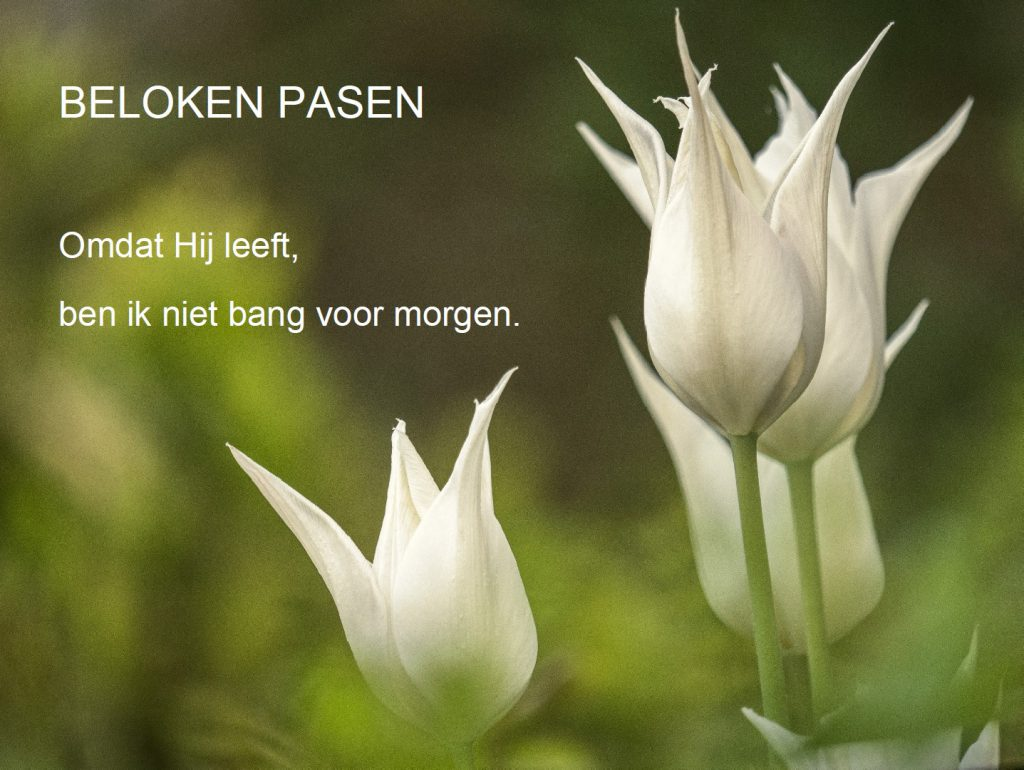 BELOKEN PASEN
Omdat Hij leeft,
ben ik niet bang voor morgen.